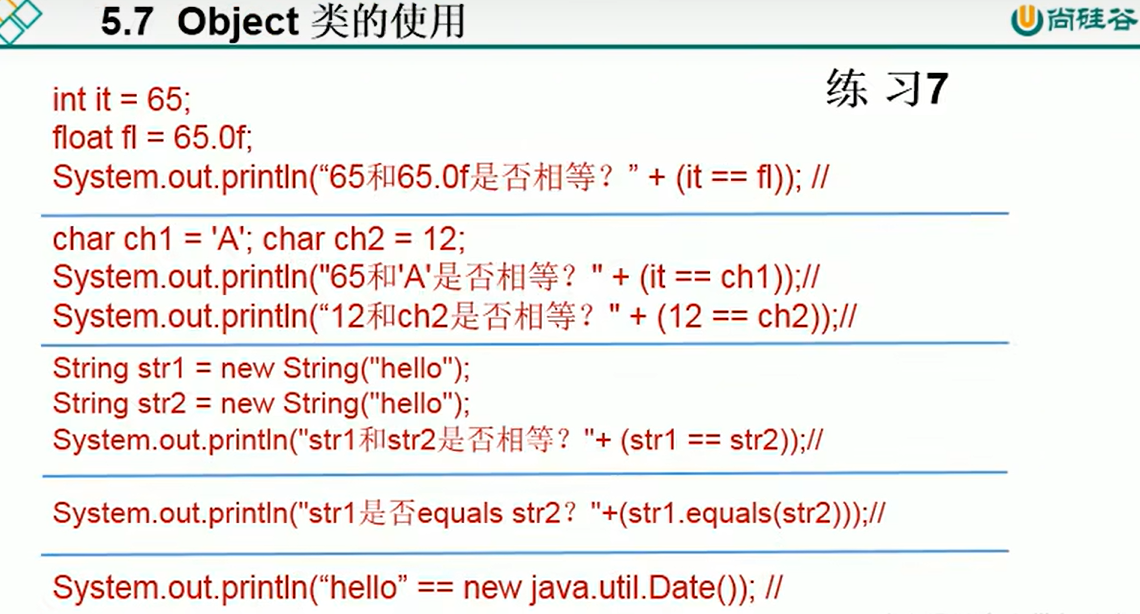 5.7 Object 类的使用
尚硅谷
练 习7
int it = 65;
float fl = 65.0f;
System.out.println(“65和65.0f是否相等？” + (it == fl)); //
char ch1 = 'A'; char ch2 = 12;
System.out.println("65和'A'是否相等？" + (it == ch1));//
System.out.println(“12和ch2是否相等？" + (12 == ch2));//
String str1 = new String("hello");
String str2 = new String("hello");
System.out.println("str1和str2是否相等？"+ (str1 == str2));//
System.out.println("str1是否equals str2？"+(str1.equals(str2)));//
System.out.println(“hello” == new java.util.Date()); //